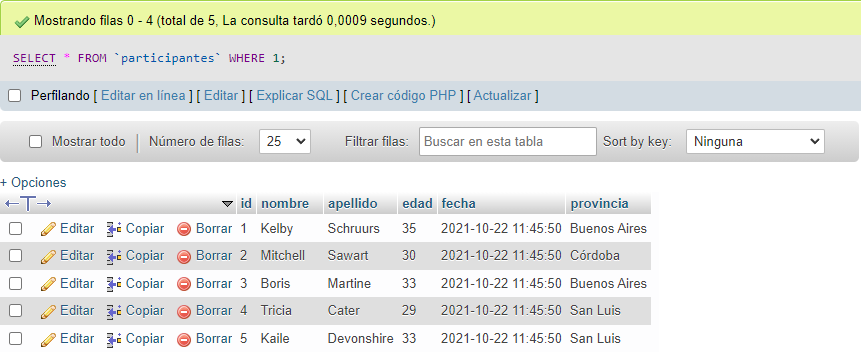 Mostrando filas 0 - 4 (total de 5, La consulta tardó 0,0009 segundos.)
SELECT * FROM `participantes` WHERE 1;
Perfilando [ Editar en línea ] [ Editar ] [ Explicar SQL ] [ Crear código PHP ] [ Actualizar ]
Mostrar todo Número de filas: 25 Filtrar filas: Buscar en esta tabla Sort by key: Ninguna
+ Opciones
id nombre apellido edad fecha provincia
Editar Copiar Borrar 1 Kelby Schruurs 35 2021-10-22 11:45:50 Buenos Aires
Editar Copiar Borrar 2 Mitchell Sawart 30 2021-10-22 11:45:50 Córdoba
Editar Copiar Borrar 3 Boris Martine 33 2021-10-22 11:45:50 Buenos Aires
Editar Copiar Borrar 4 Tricia Cater 29 2021-10-22 11:45:50 San Luis
Editar Copiar Borrar 5 Kaile Devonshire 33 2021-10-22 11:45:50 San Luis